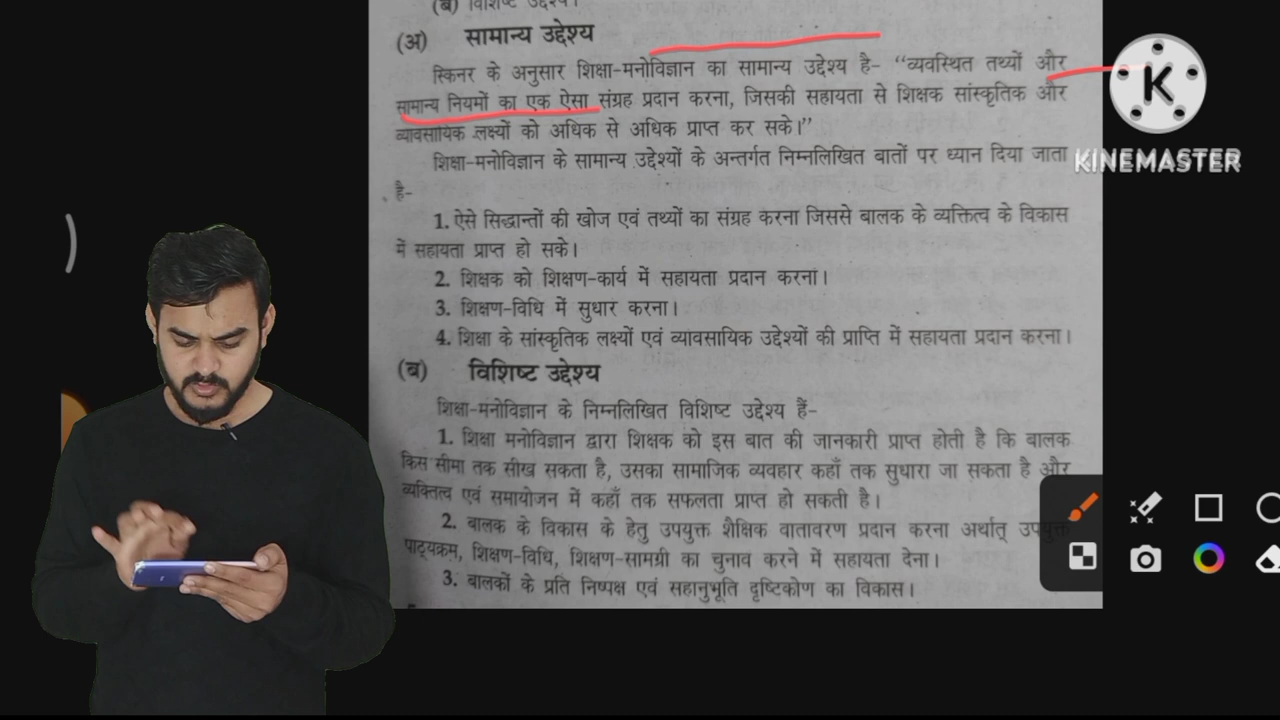 (ब) विशिष्ट उद्देश्य।
(अ) सामान्य उद्देश्य
स्किनर के अनुसार शिक्षा-मनोविज्ञान का सामान्य उद्देश्य है- “व्यवस्थित तथ्यों और
सामान्य नियमों का एक ऐसा संग्रह प्रदान करना, जिसकी सहायता से शिक्षक सांस्कृतिक और
व्यावसायिक लक्ष्यों को अधिक से अधिक प्राप्त कर सके।”
शिक्षा-मनोविज्ञान के सामान्य उद्देश्यों के अन्तर्गत निम्नलिखित बातों पर ध्यान दिया जाता
है-
1. ऐसे सिद्धान्तों की खोज एवं तथ्यों का संग्रह करना जिससे बालक के व्यक्तित्व के विकास
में सहायता प्राप्त हो सके।
2. शिक्षक को शिक्षण-कार्य में सहायता प्रदान करना।
3. शिक्षण-विधि में सुधार करना।
4. शिक्षा के सांस्कृतिक लक्ष्यों एवं व्यावसायिक उद्देश्यों की प्राप्ति में सहायता प्रदान करना।
(ब) विशिष्ट उद्देश्य
शिक्षा-मनोविज्ञान के निम्नलिखित विशिष्ट उद्देश्य हैं-
1. शिक्षा मनोविज्ञान द्वारा शिक्षक को इस बात की जानकारी प्राप्त होती है कि बालक
किस सीमा तक सीख सकता है, उसका सामाजिक व्यवहार कहाँ तक सुधारा जा सकता है और
व्यक्तित्व एवं समायोजन में कहाँ तक सफलता प्राप्त हो सकती है।
2. बालक के विकास के हेतु उपयुक्त शैक्षिक वातावरण प्रदान करना अर्थात् उपयुक्त
पाठ्यक्रम, शिक्षण-विधि, शिक्षण-सामग्री का चुनाव करने में सहायता देना।
3. बालकों के प्रति निष्पक्ष एवं सहानुभूति दृष्टिकोण का विकास।
K
KINEMASTER